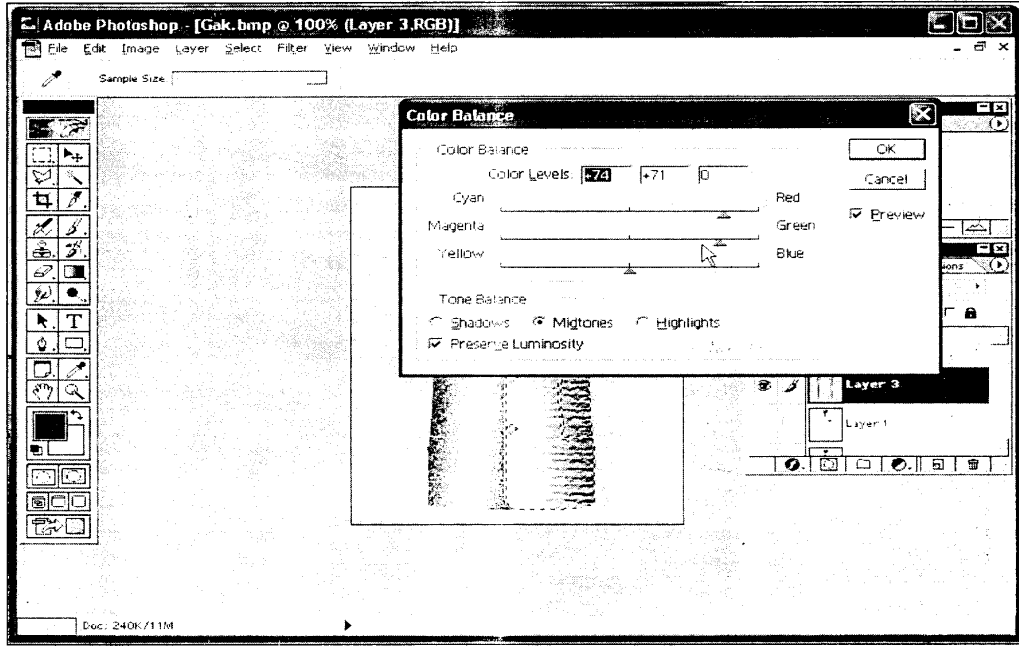 Adobe Photoshop - [Gak.bmp @ 100% (Layer 3,RGB)]
File Edit Image Layer Select Filter View Window Help
Sample Size
Color Balance
Color Balance
OK
Color Levels: +74 +71 0
Cancel
Cyan Red
Preview
Magenta Green
Yellow Blue
Tone Balance
Shadows Midtones Highlights
Preserve Luminosity
Layer 3
Layer 1
Doc: 240K/11M